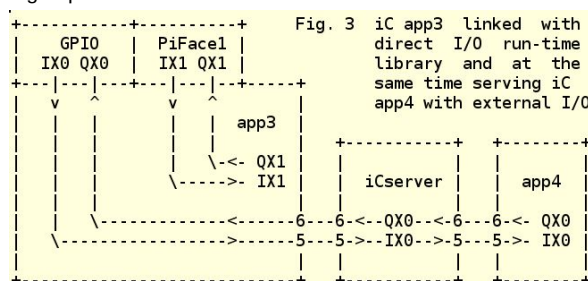 +-----------+----------+     Fig. 3  iC app3  linked  with
|   GPIO    |  PiFace1 |             direct  I/O  run-time
|  IX0 QX0  |  IX1 QX1 |             library  and  at  the
+---|---|---+---|---|--+-----+       same time serving iC
|   v   ^       v   ^        |       app4 with external I/O
|   |   |       |   |  app3  |
|   |   |       |   |        |   +-----------+   +--------+
|   |   |       |   \-<- QX1 |   |           |   |        |
|   |   |       \----->- IX1 |   |  iCserver |   |  app4  |
|   |   |                    |   |           |   |        |
|   |   \-------------<------6---6-<--QX0--<-6---6-<- QX0 |
|   \----------------->------5---5->--IX0-->-5---5->- IX0 |
|                            |   |           |   |        |
+----------------------------+   +-----------+   +--------+